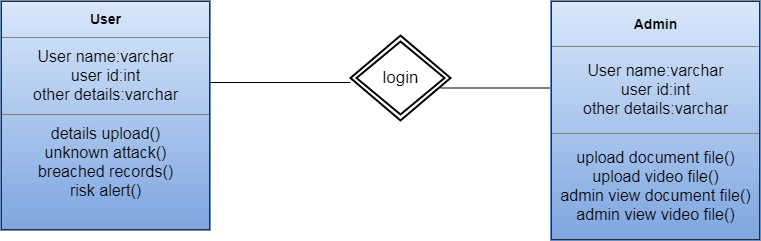 User
User name:varchar
user id:int
other details:varchar
details upload()
unknown attack()
breached records()
risk alert()
login
Admin
User name:varchar
user id:int
other details:varchar
upload document file()
upload video file()
admin view document file()
admin view video file()